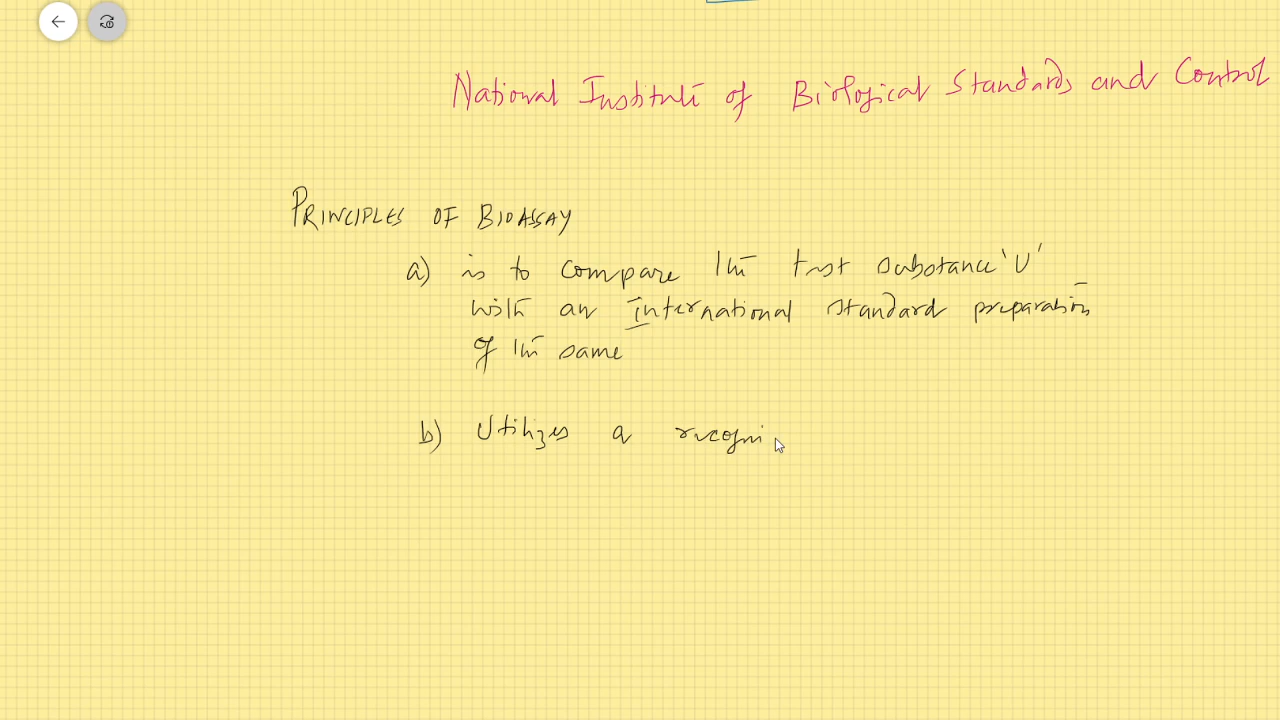 National Institute of Biological Standards and Control
PRINCIPLES OF BIOASSAY
a) is to compare the test substance 'U'
with an international standard preparation
of the same
b) Utilizes a recogni